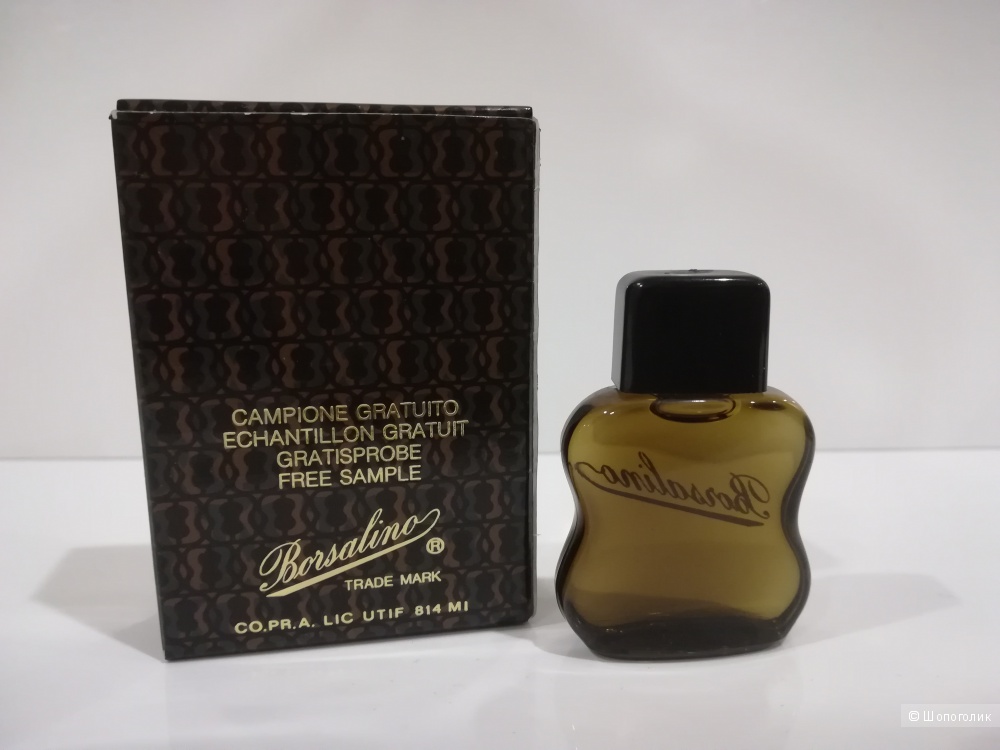 CAMPIONE GRATUITO
ECHANTILLON GRATUIT
GRATISPROBE
FREE SAMPLE
Borsalino ®
TRADE MARK
CO.PR.A. LIC UTIF 814 MI
Borsalino
© Шопоголик